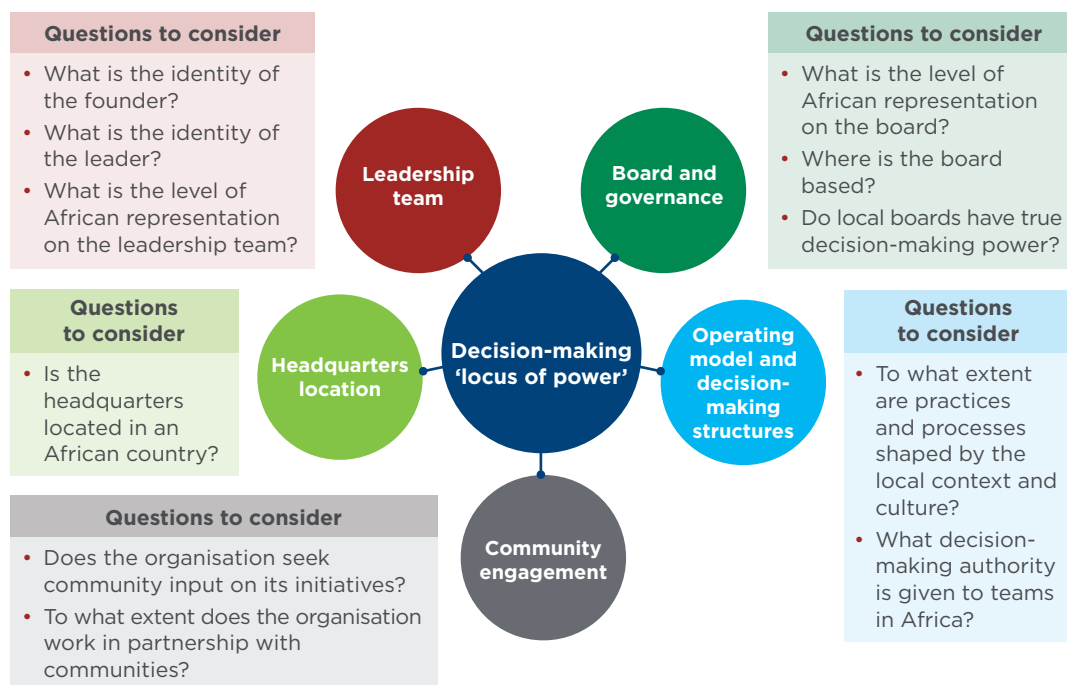 Questions to consider
• What is the identity of
the founder?
• What is the identity of
the leader?
• What is the level of
African representation
on the leadership team?
Leadership
team
Board and
governance
Questions to consider
• What is the level of
African representation
on the board?
• Where is the board
based?
• Do local boards have true
decision-making power?
Questions
to consider
• Is the
headquarters
located in an
African country?
Headquarters
location
Decision-making
‘locus of power’
Operating
model and
decision-
making
structures
Questions
to consider
• To what extent
are practices
and processes
shaped by the
local context and
culture?
• What decision-
making authority
is given to teams
in Africa?
Questions to consider
• Does the organisation seek
community input on its initiatives?
• To what extent does the organisation
work in partnership with
communities?
Community
engagement